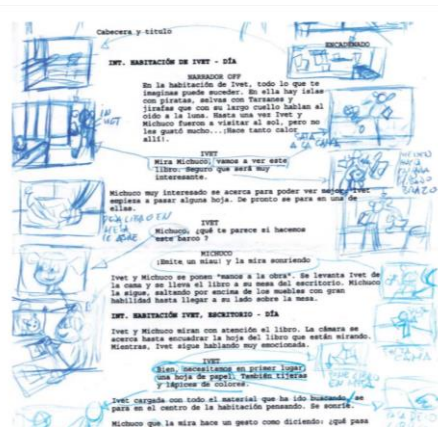 Cabecera y título
ENCADENADO
INT. HABITACIÓN DE IVET - DÍA
NARRADOR OFF
En la habitación de Ivet, todo lo que te
imaginas puede suceder. En ella hay islas
con piratas, selvas con Tarzanes y
jirafas que con su largo cuello hablan al
oído a la luna. Hasta una vez Ivet y
Michuco fueron a visitar al sol, pero no
les gustó mucho...¡Hace tanto calor
allí!.
IVET
Mira Michuco, vamos a ver este
libro. Seguro que será muy
interesante.
Michuco muy interesado se acerca para poder ver mejor. Ivet
empieza a pasar alguna hoja. De pronto se para en una de
ellas.
IVET
Michuco, ¿qué te parece si hacemos
este barco ?
MICHUCO
¡Emite un miau! y la mira sonriendo
Ivet y Michuco se ponen "manos a la obra". Se levanta Ivet de
la cama y se lleva el libro a su mesa del escritorio. Michuco
la sigue, saltando por encima de los muebles con gran
habilidad hasta llegar a su lado sobre la mesa.
INT. HABITACIÓN IVET, ESCRITORIO - DÍA
Ivet y Michuco miran con atención el libro. La cámara se
acerca hasta encuadrar la hoja del libro que están mirando.
Mientras, Ivet sigue hablando muy emocionada.
IVET
Bien, necesitamos en primer lugar,
una hoja de papel. También tijeras
y lápices de colores.
Ivet cargada con todo el material que ha ido buscando, se
para en el centro de la habitación pensando. Se sonríe.
Michuco que la mira hace un gesto como diciendo: ¿qué pasa